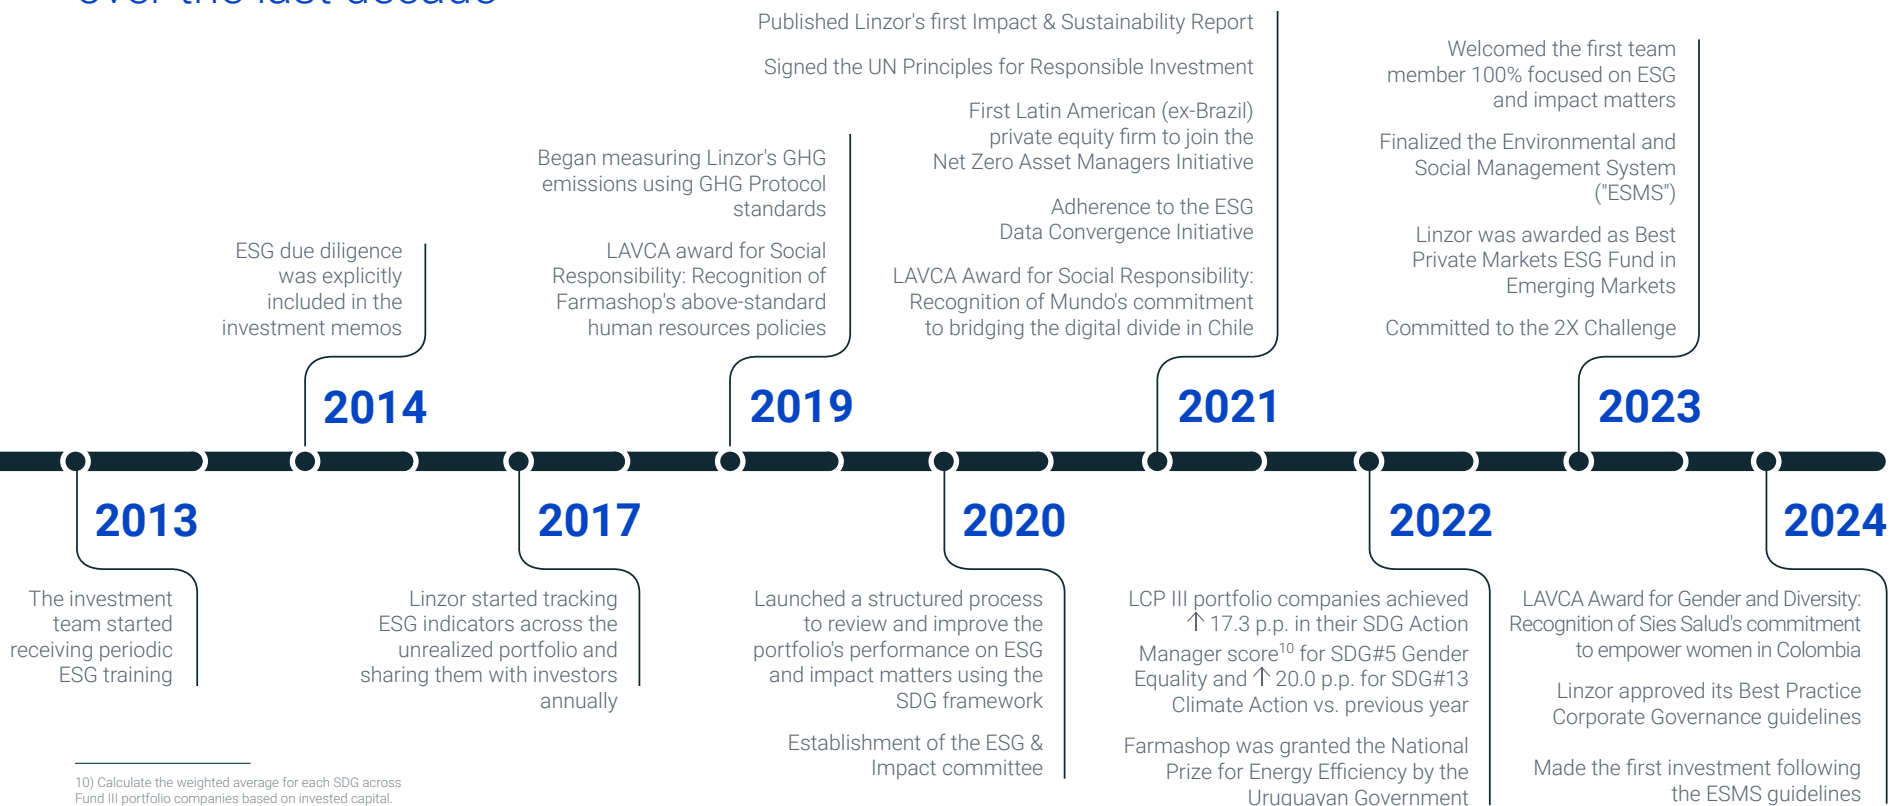 over the last decade
Published Linzor's first Impact & Sustainability Report
Signed the UN Principles for Responsible Investment
First Latin American (ex-Brazil)
private equity firm to join the
Net Zero Asset Managers Initiative
Adherence to the ESG
Data Convergence Initiative
LAVCA Award for Social Responsibility:
Recognition of Mundo's commitment
to bridging the digital divide in Chile
Welcomed the first team
member 100% focused on ESG
and impact matters
Finalized the Environmental and
Social Management System
("ESMS")
Linzor was awarded as Best
Private Markets ESG Fund in
Emerging Markets
Committed to the 2X Challenge
Began measuring Linzor's GHG
emissions using GHG Protocol
standards
LAVCA award for Social
Responsibility: Recognition of
Farmashop's above-standard
human resources policies
ESG due diligence
was explicitly
included in the
investment memos
2014
2019
2021
2023
2013
2017
2020
2022
2024
The investment
team started
receiving periodic
ESG training
Linzor started tracking
ESG indicators across the
unrealized portfolio and
sharing them with investors
annually
Launched a structured process
to review and improve the
portfolio's performance on ESG
and impact matters using the
SDG framework
Establishment of the ESG &
Impact committee
LCP III portfolio companies achieved
↑ 17.3 p.p. in their SDG Action
Manager score¹⁰ for SDG#5 Gender
Equality and ↑ 20.0 p.p. for SDG#13
Climate Action vs. previous year
Farmashop was granted the National
Prize for Energy Efficiency by the
Uruguayan Government
LAVCA Award for Gender and Diversity:
Recognition of Sies Salud's commitment
to empower women in Colombia
Linzor approved its Best Practice
Corporate Governance guidelines
Made the first investment following
the ESMS guidelines
10) Calculate the weighted average for each SDG across
Fund III portfolio companies based on invested capital.